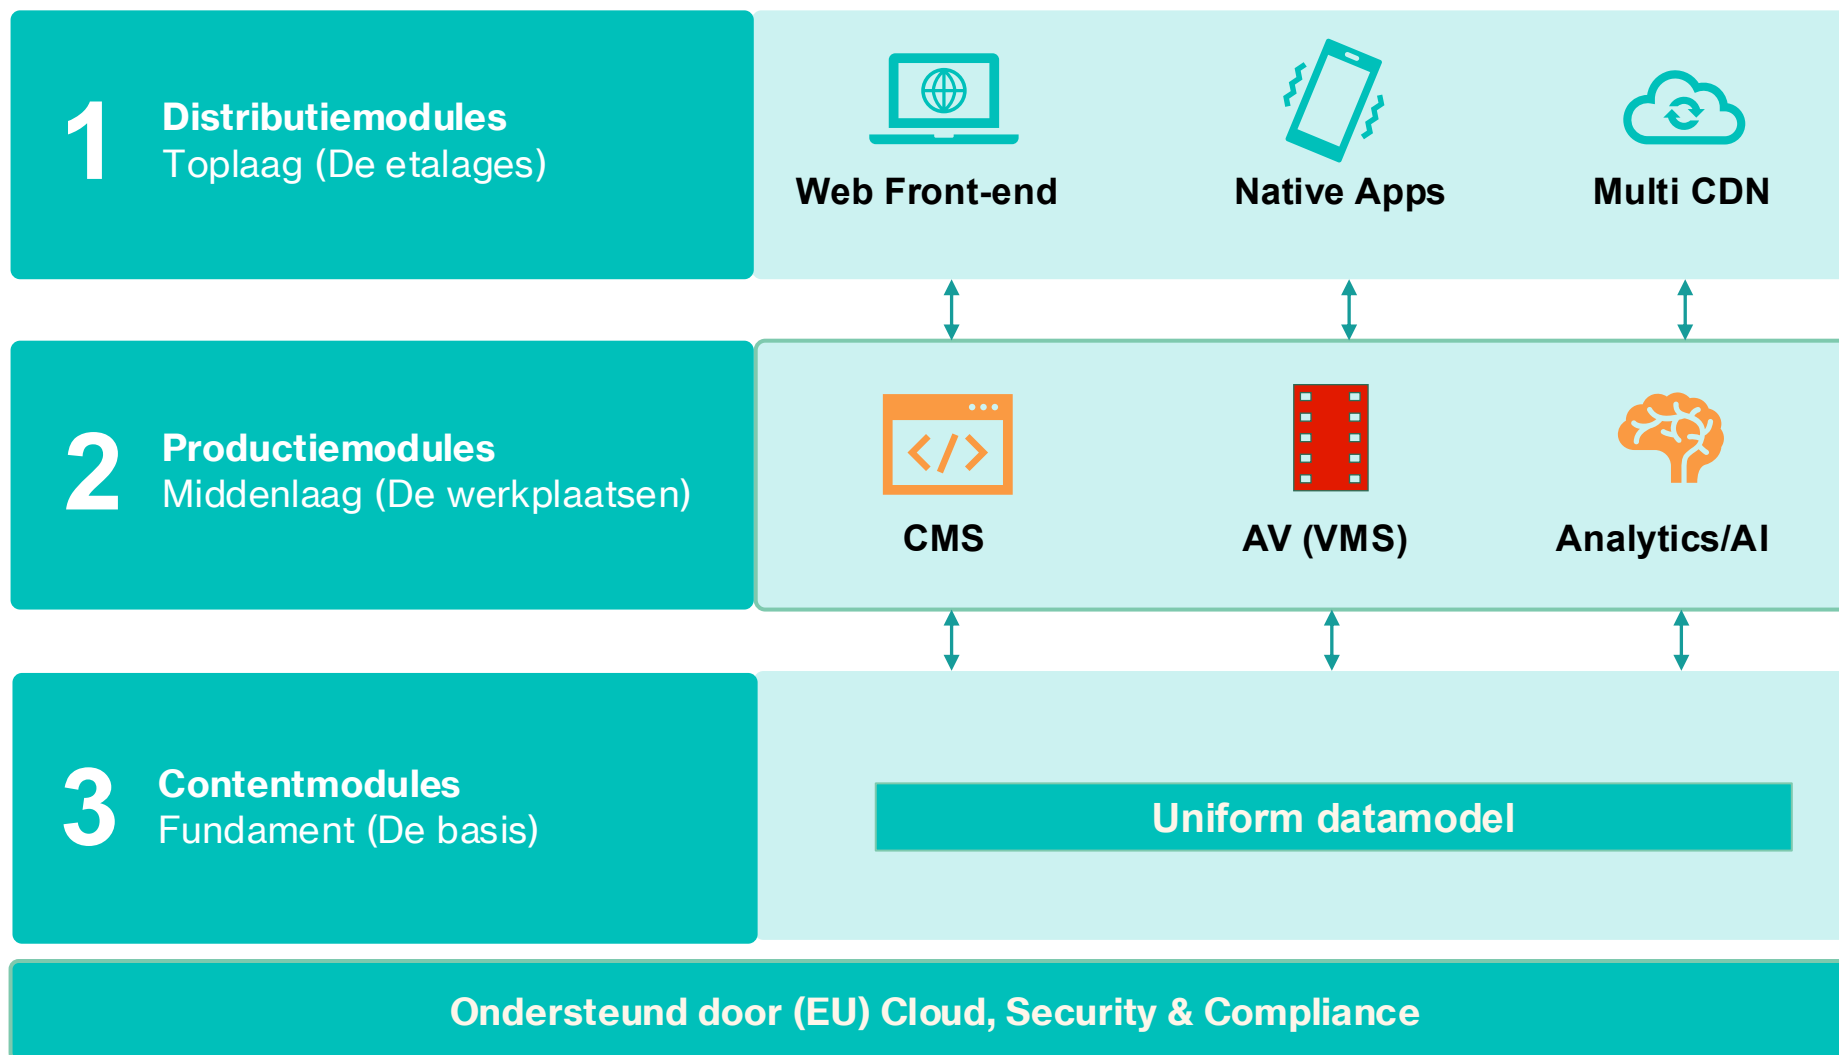 1
Distributiemodules
Toplaag (De etalages)
Web Front-end
Native Apps
Multi CDN
2
Productiemodules
Middenlaag (De werkplaatsen)
</>
CMS
AV (VMS)
Analytics/AI
3
Contentmodules
Fundament (De basis)
Uniform datamodel
Ondersteund door (EU) Cloud, Security & Compliance